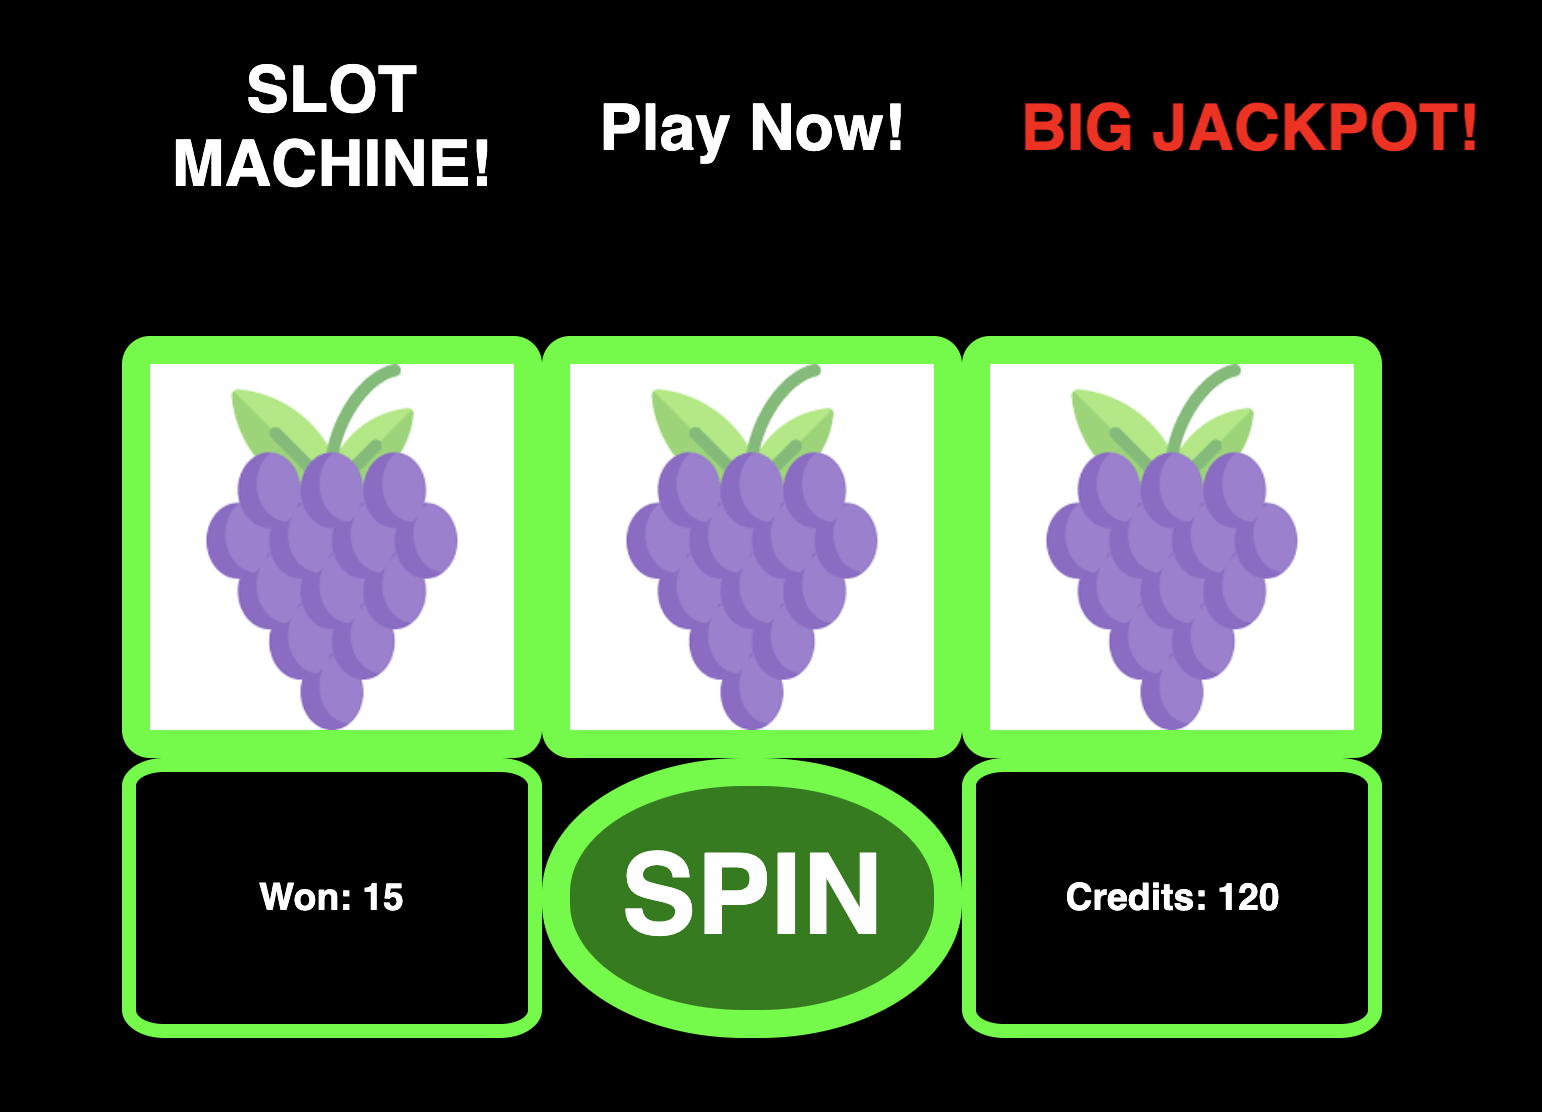 SLOT
MACHINE!
Play Now!
BIG JACKPOT!
Won: 15
SPIN
Credits: 120